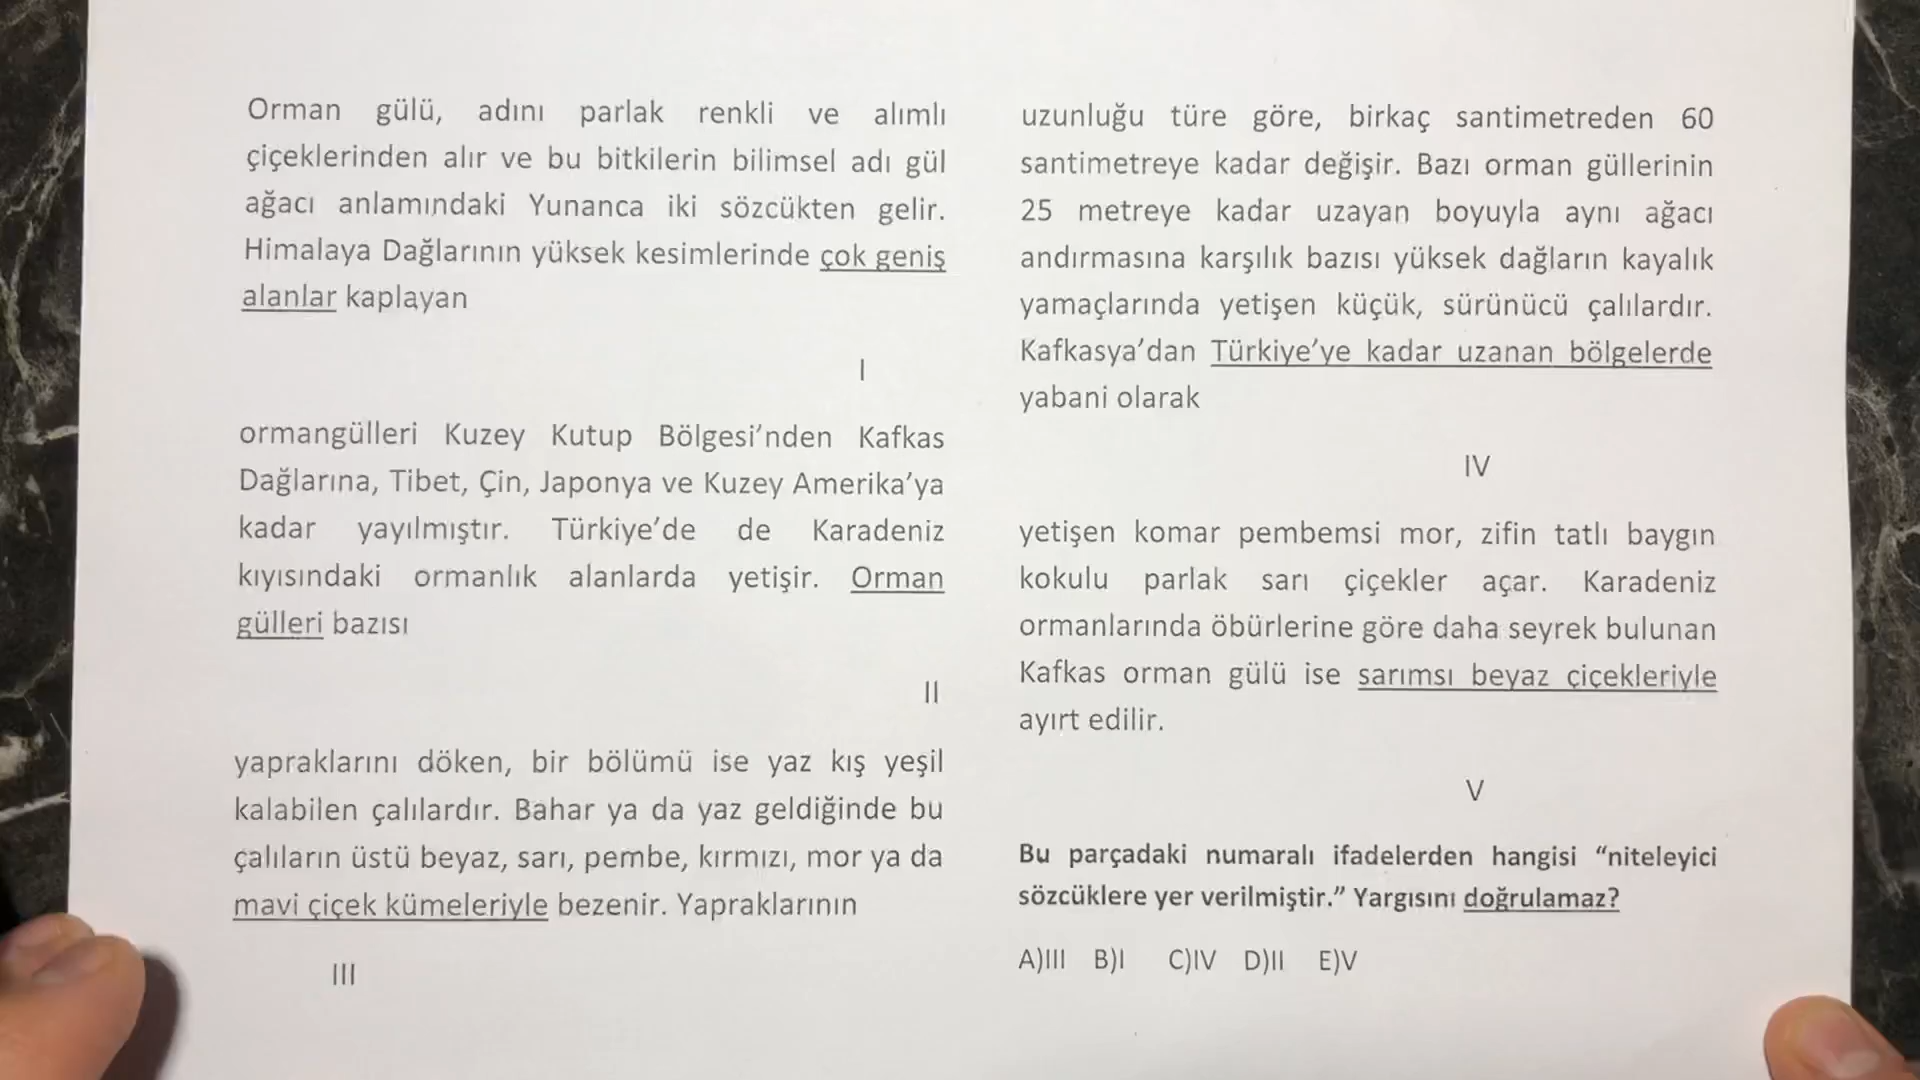 Orman gülü, adını parlak renkli ve alımlı
çiçeklerinden alır ve bu bitkilerin bilimsel adı gül
ağacı anlamındaki Yunanca iki sözcükten gelir.
Himalaya Dağlarının yüksek kesimlerinde çok geniş
alanlar kaplayan
I
ormangülleri Kuzey Kutup Bölgesi’nden Kafkas
Dağlarına, Tibet, Çin, Japonya ve Kuzey Amerika’ya
kadar yayılmıştır. Türkiye’de de Karadeniz
kıyısındaki ormanlık alanlarda yetişir. Orman
gülleri bazısı
II
yapraklarını döken, bir bölümü ise yaz kış yeşil
kalabilen çalılardır. Bahar ya da yaz geldiğinde bu
çalıların üstü beyaz, sarı, pembe, kırmızı, mor ya da
mavi çiçek kümeleriyle bezenir. Yapraklarının
III
uzunluğu türe göre, birkaç santimetreden 60
santimetreye kadar değişir. Bazı orman güllerinin
25 metreye kadar uzayan boyuyla aynı ağacı
andırmasına karşılık bazısı yüksek dağların kayalık
yamaçlarında yetişen küçük, sürünücü çalılardır.
Kafkasya’dan Türkiye’ye kadar uzanan bölgelerde
yabani olarak
IV
yetişen komar pembemsi mor, zifin tatlı baygın
kokulu parlak sarı çiçekler açar. Karadeniz
ormanlarında öbürlerine göre daha seyrek bulunan
Kafkas orman gülü ise sarımsı beyaz çiçekleriyle
ayırt edilir.
V
Bu parçadaki numaralı ifadelerden hangisi “niteleyici
sözcüklere yer verilmiştir.” Yargısını doğrulamaz?
A)III B)I C)IV D)II E)V